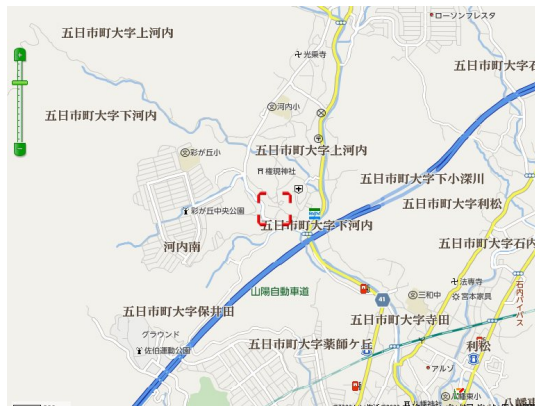 ローソンフレスタ
五日市町大字上河内
光乗寺
五日市町大字石
河内小
五日市町大字下河内
彩が丘小
五日市町大字上河内
権現神社
五日市町大字下小深川
五日市町大字利松
彩が丘中央公園
五日市町大字下河内
河内南
五日市町大字石内
法専寺
石内バイパス
山陽自動車道
41
三和中
宮本家具
五日市町大字保井田
五日市町大字寺田
グラウンド
佐伯運動公園
五日市町大字薬師ケ丘
利松
アルゾ
八幡東小